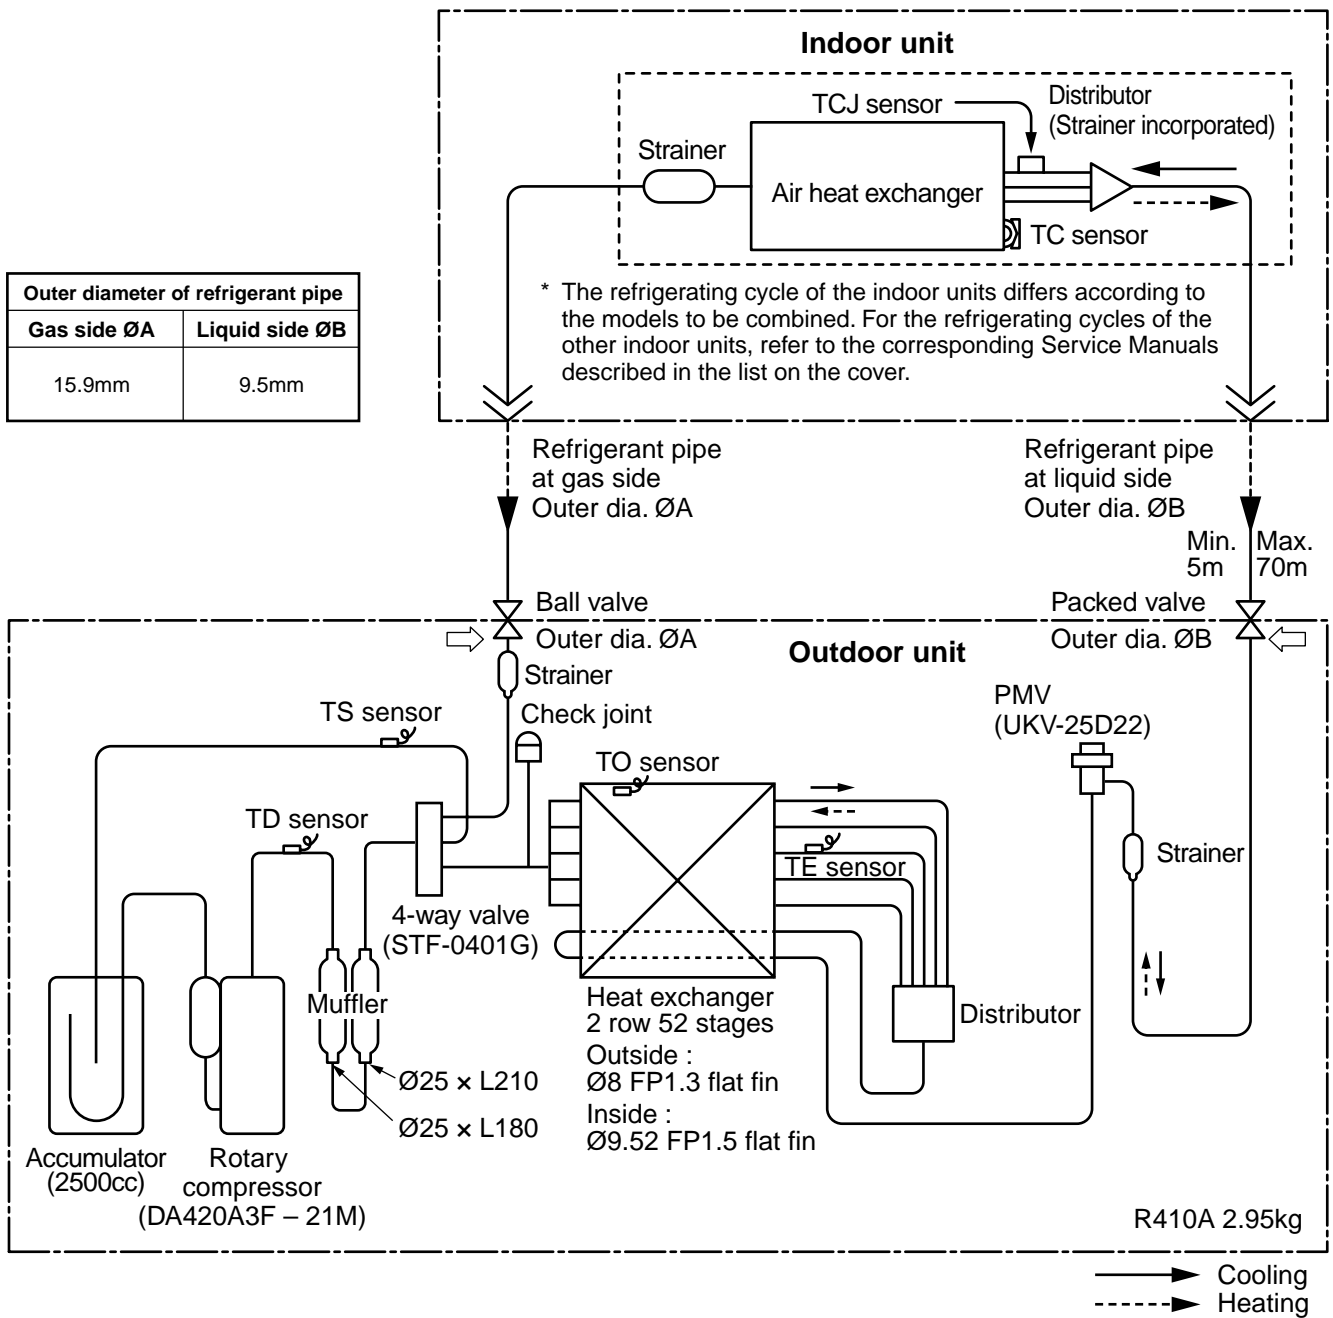 Indoor unit
TCJ sensor
Distributor
(Strainer incorporated)
Strainer
Air heat exchanger
TC sensor
Outer diameter of refrigerant pipe
Gas side ØA
Liquid side ØB
15.9mm
9.5mm
* The refrigerating cycle of the indoor units differs according to
the models to be combined. For the refrigerating cycles of the
other indoor units, refer to the corresponding Service Manuals
described in the list on the cover.
Refrigerant pipe
at gas side
Outer dia. ØA
Refrigerant pipe
at liquid side
Outer dia. ØB
Min.
5m
Max.
70m
Ball valve
Outer dia. ØA
Packed valve
Outer dia. ØB
Outdoor unit
Strainer
TS sensor
Check joint
PMV
(UKV-25D22)
TO sensor
TD sensor
TE sensor
Strainer
4-way valve
(STF-0401G)
Muffler
Heat exchanger
2 row 52 stages
Outside :
Ø8 FP1.3 flat fin
Inside :
Ø9.52 FP1.5 flat fin
Distributor
Ø25 × L210
Ø25 × L180
Accumulator
(2500cc)
Rotary
compressor
(DA420A3F – 21M)
R410A 2.95kg
Cooling
Heating